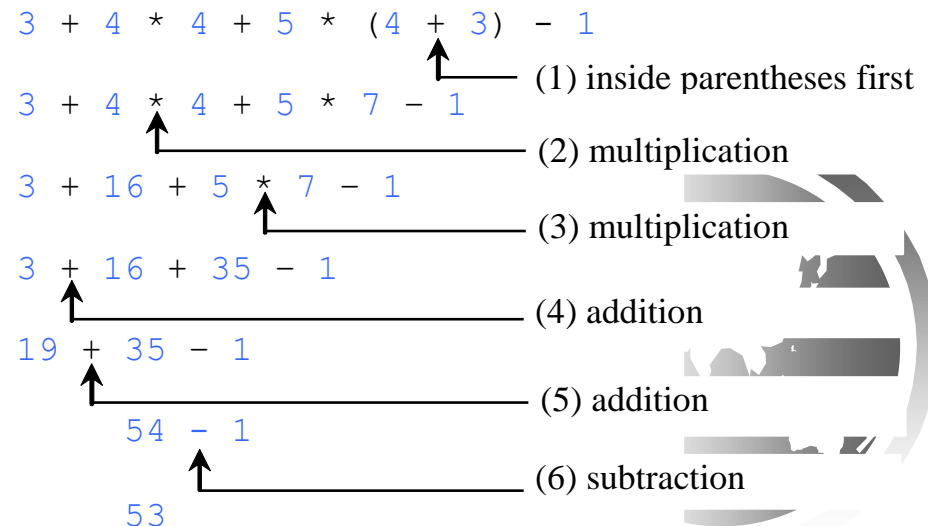 3 + 4 * 4 + 5 * (4 + 3) - 1
(1) inside parentheses first
3 + 4 * 4 + 5 * 7 – 1
(2) multiplication
3 + 16 + 5 * 7 – 1
(3) multiplication
3 + 16 + 35 – 1
(4) addition
19 + 35 – 1
(5) addition
54 – 1
(6) subtraction
53